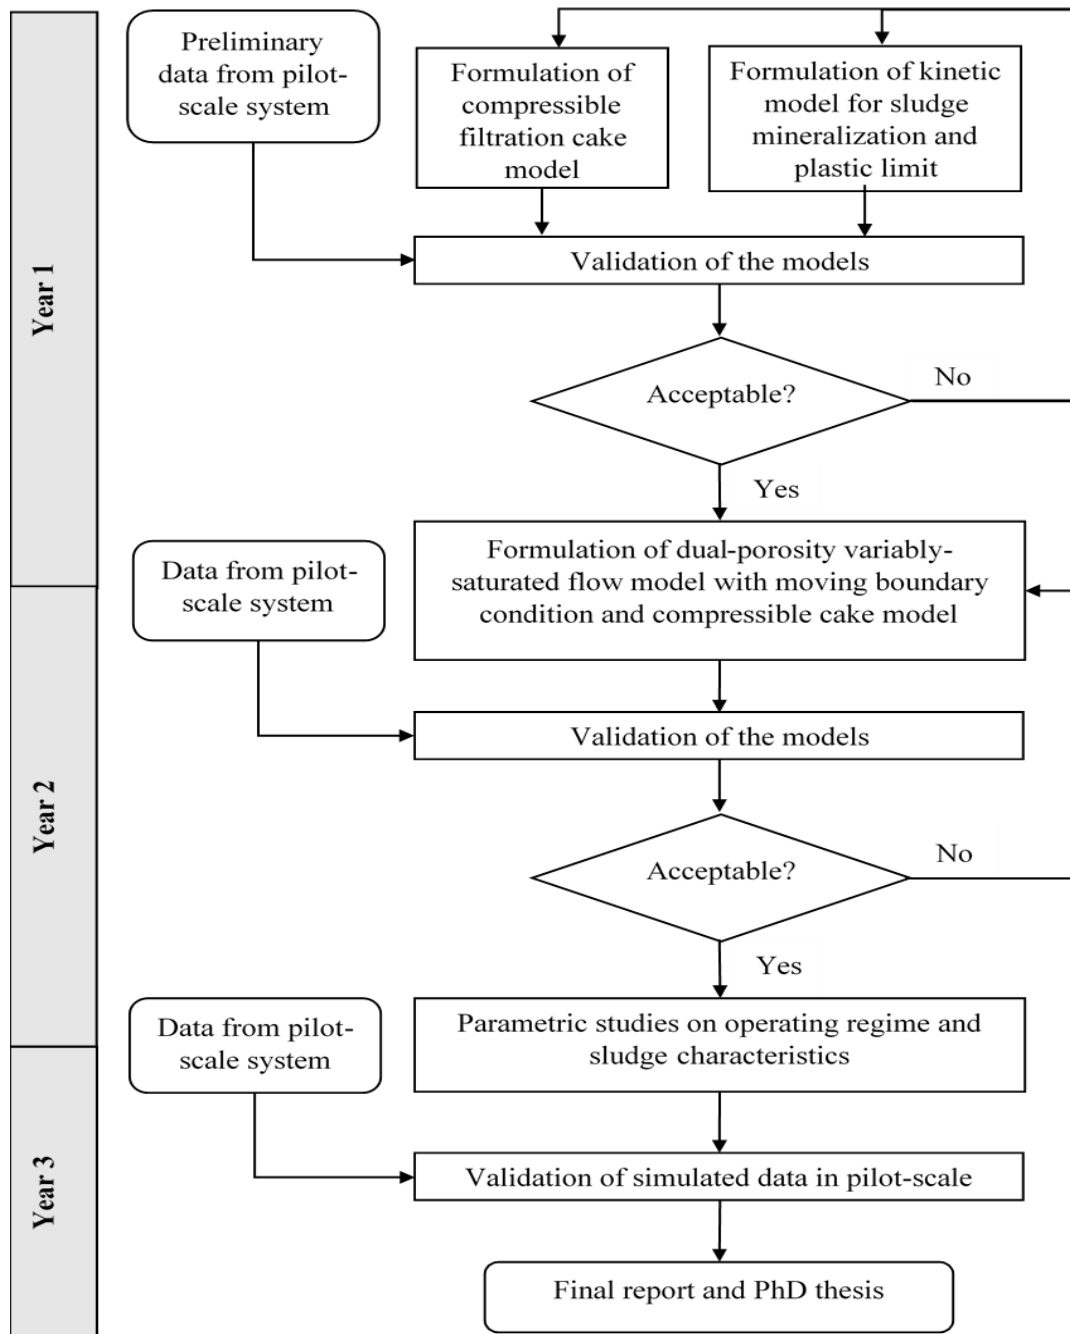 Preliminary
data from pilot-
scale system
Formulation of
compressible
filtration cake
model
Formulation of kinetic
model for sludge
mineralization and
plastic limit
Validation of the models
Year 1
Acceptable?
No
Yes
Formulation of dual-porosity variably-
saturated flow model with moving boundary
condition and compressible cake model
Data from pilot-
scale system
Validation of the models
Year 2
Acceptable?
No
Yes
Parametric studies on operating regime and
sludge characteristics
Data from pilot-
scale system
Validation of simulated data in pilot-scale
Year 3
Final report and PhD thesis